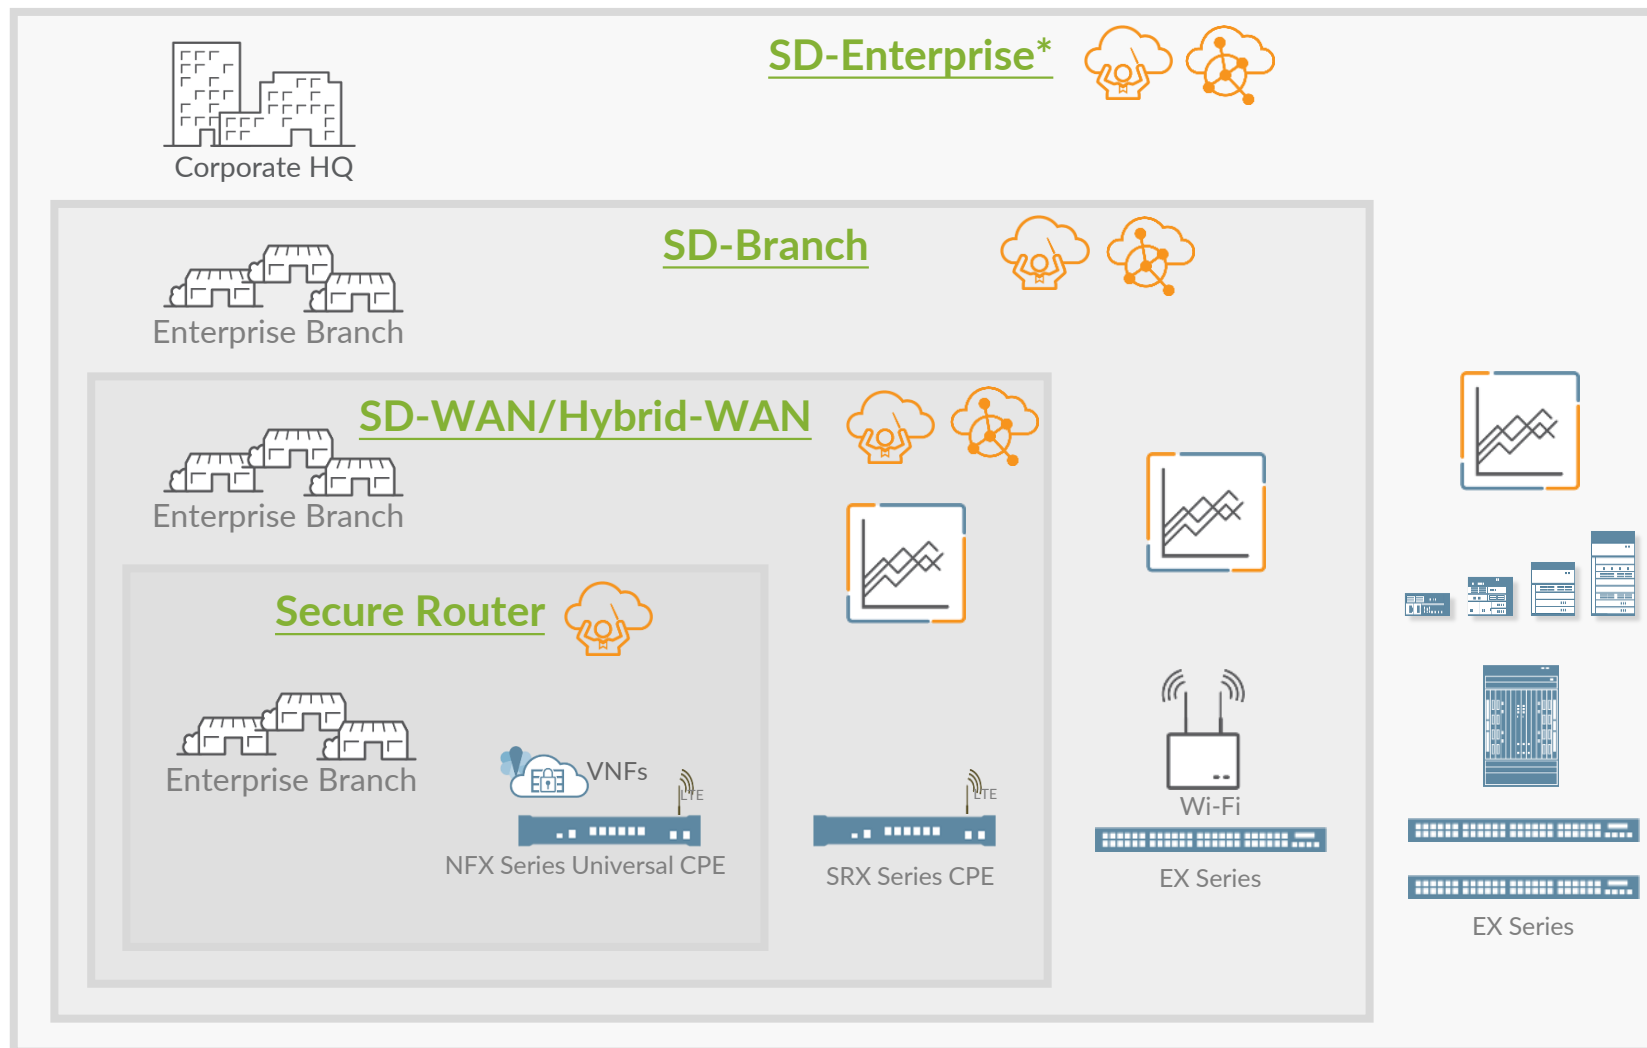 SD-Enterprise*
Corporate HQ
SD-Branch
Enterprise Branch
SD-WAN/Hybrid-WAN
Enterprise Branch
Secure Router
Enterprise Branch
VNFs
LTE
NFX Series Universal CPE
LTE
SRX Series CPE
Wi-Fi
EX Series
EX Series